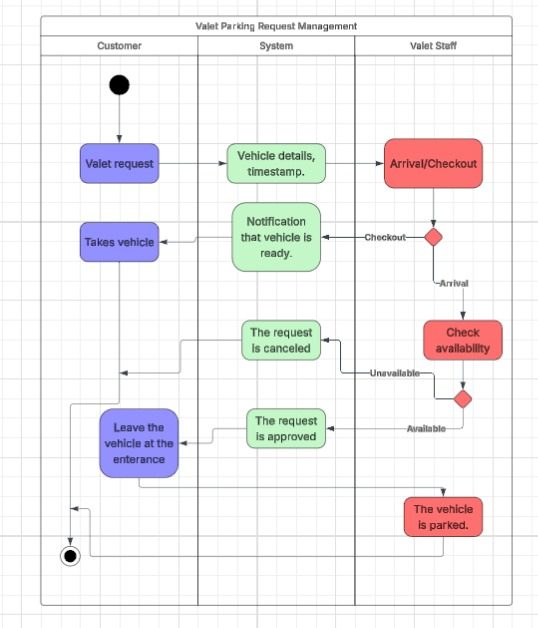 Valet Parking Request Management
Customer
System
Valet Staff
Valet request
Vehicle details,
timestamp.
Arrival/Checkout
Takes vehicle
Notification
that vehicle is
ready.
Checkout
Arrival
The request
is canceled
Check
availability
Unavailable
Leave the
vehicle at the
enterance
The request
is approved
Available
The vehicle
is parked.